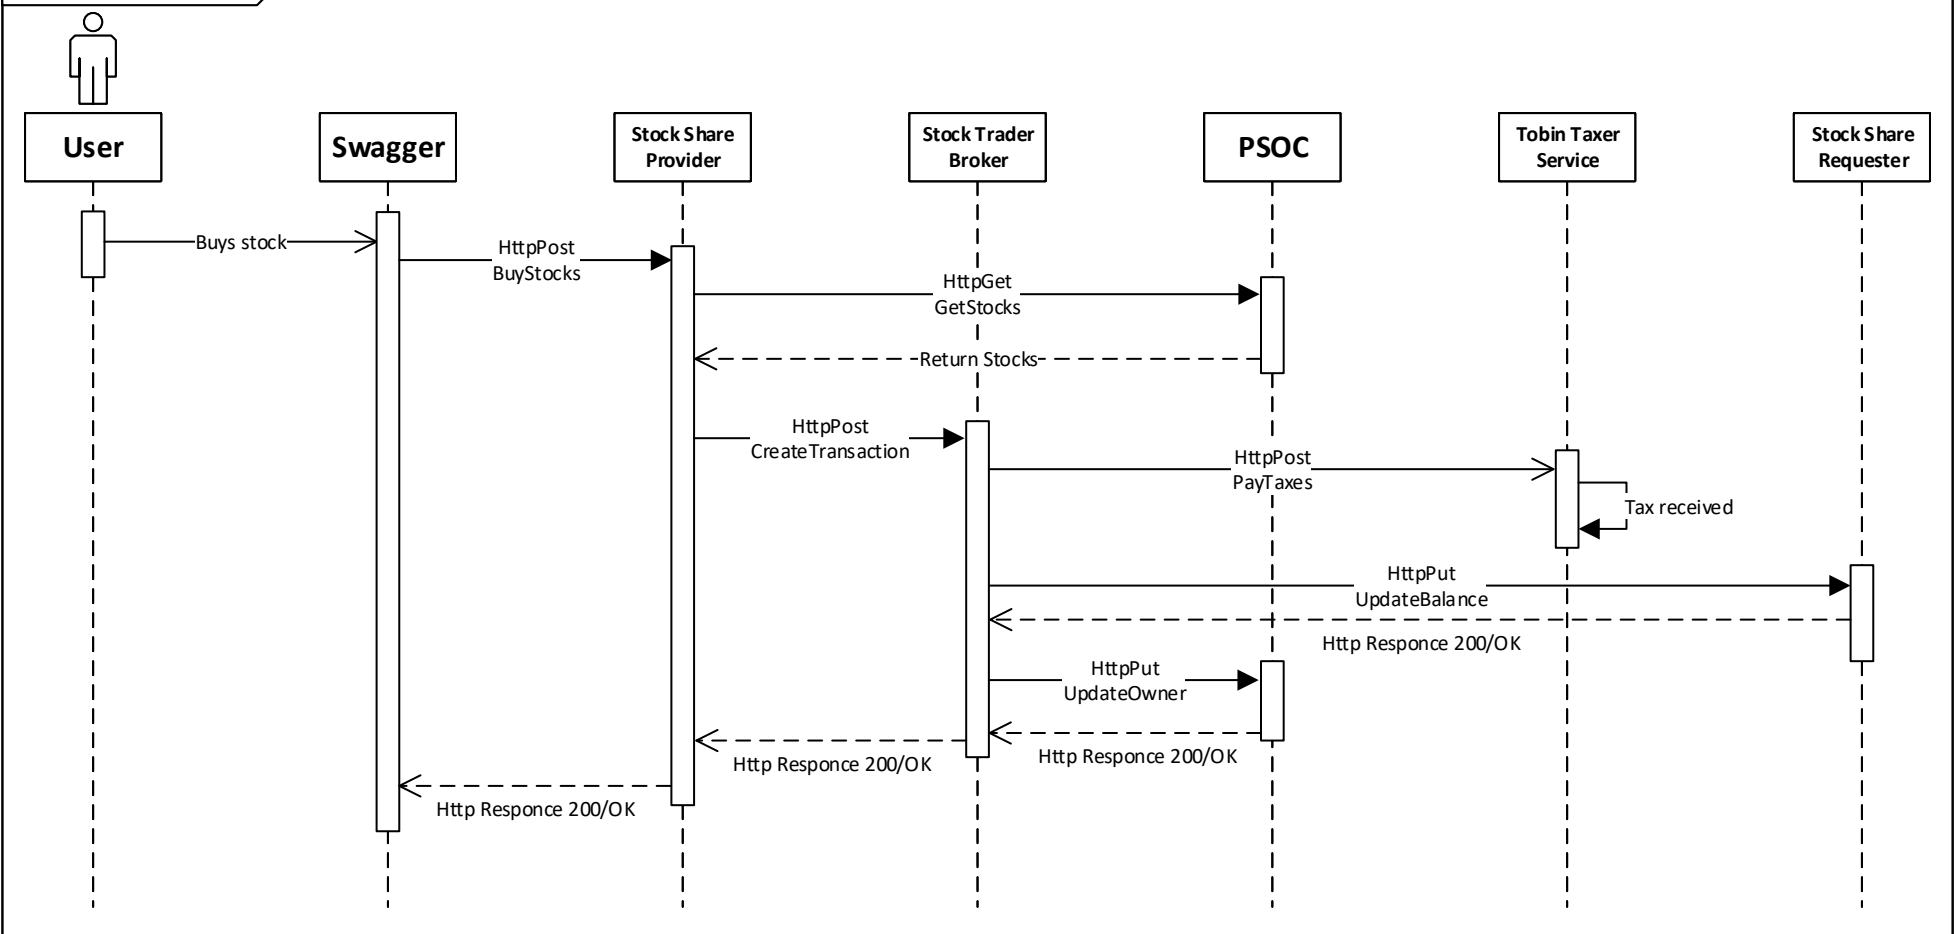 User
Swagger
Stock Share
Provider
Stock Trader
Broker
PSOC
Tobin Taxer
Service
Stock Share
Requester
Buys stock
HttpPost
BuyStocks
HttpGet
GetStocks
Return Stocks
HttpPost
CreateTransaction
HttpPost
PayTaxes
Tax received
HttpPut
UpdateBalance
Http Responce 200/OK
HttpPut
UpdateOwner
Http Responce 200/OK
Http Responce 200/OK
Http Responce 200/OK